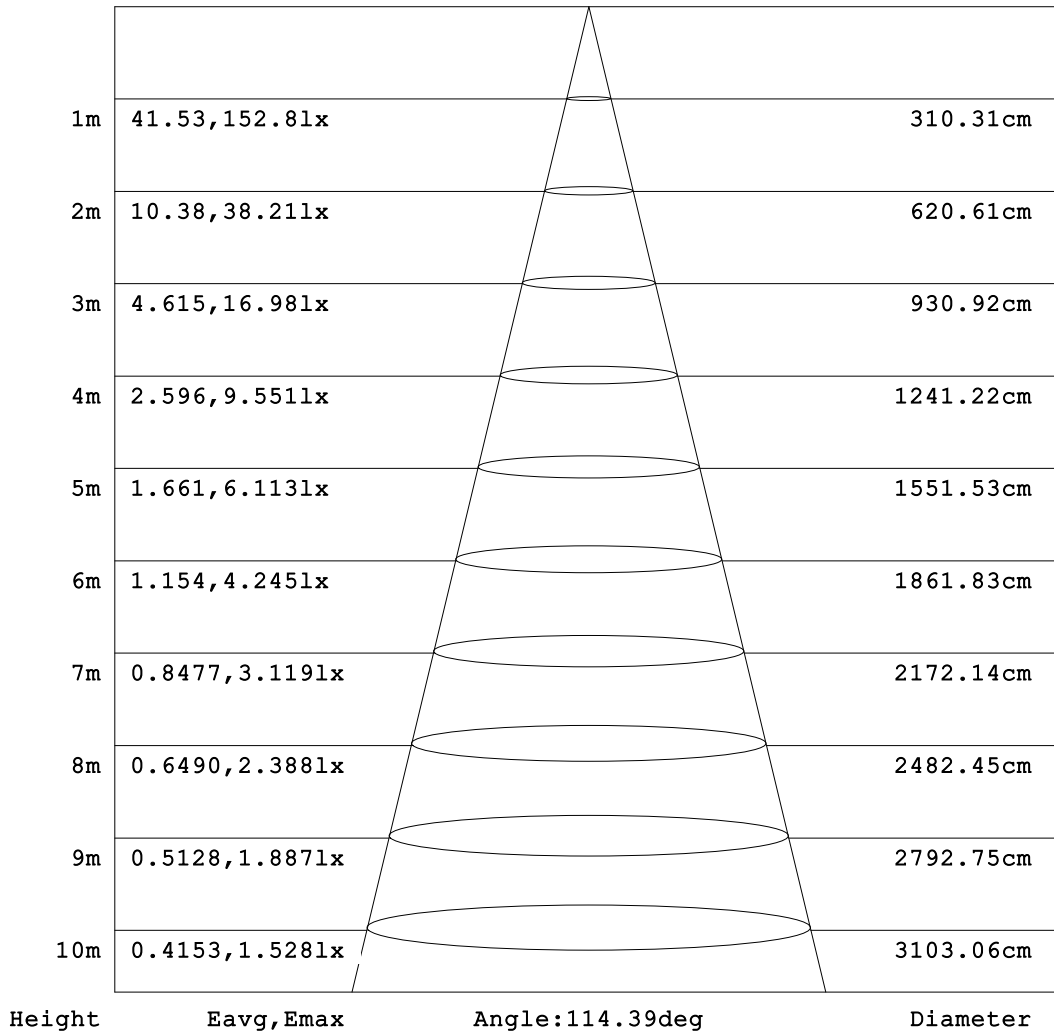 1m 41.53,152.8lx 310.31cm
2m 10.38,38.21lx 620.61cm
3m 4.615,16.98lx 930.92cm
4m 2.596,9.551lx 1241.22cm
5m 1.661,6.113lx 1551.53cm
6m 1.154,4.245lx 1861.83cm
7m 0.8477,3.119lx 2172.14cm
8m 0.6490,2.388lx 2482.45cm
9m 0.5128,1.887lx 2792.75cm
10m 0.4153,1.528lx 3103.06cm
Height Eavg,Emax Angle:114.39deg Diameter